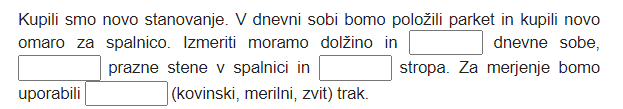 Kupili smo novo stanovanje. V dnevni sobi bomo položili parket in kupili novo
omaro za spalnico. Izmeriti moramo dolžino in dnevne sobe,
prazne stene v spalnici in stropa. Za merjenje bomo
uporabili (kovinski, merilni, zvit) trak.